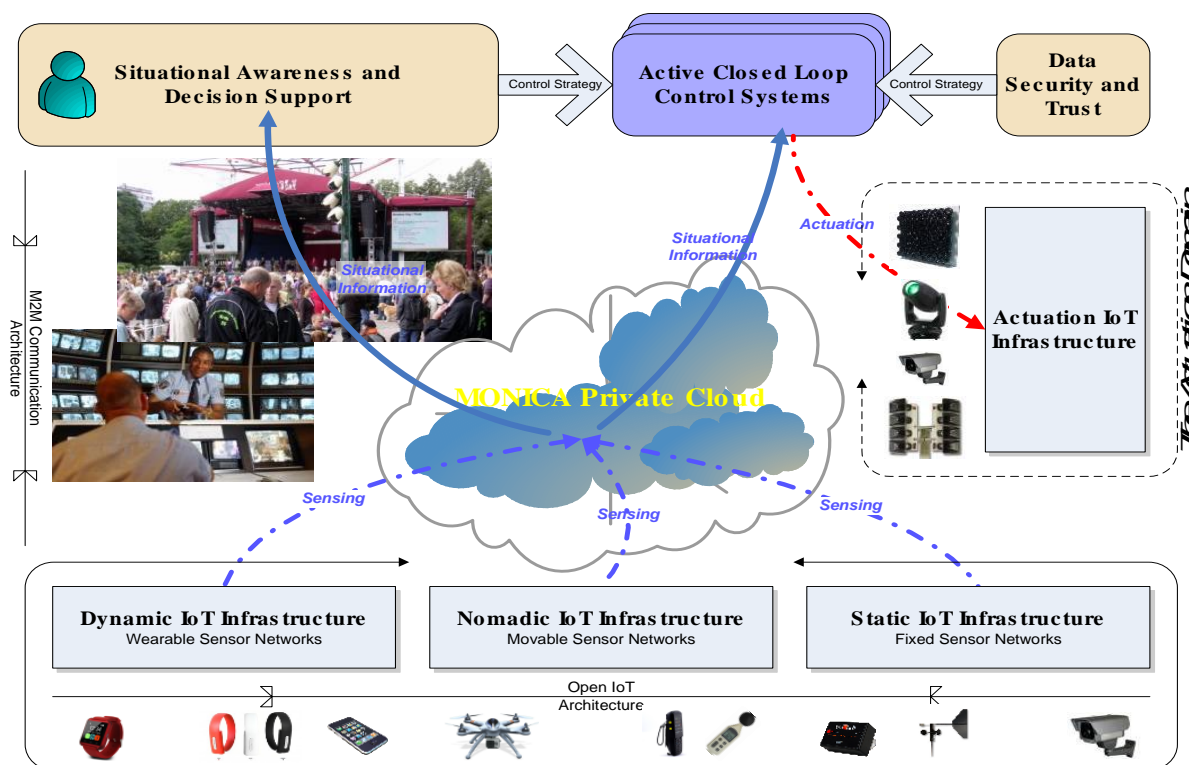 Situational Awareness and
Decision Support
Control Strategy
Active Closed Loop
Control Systems
Control Strategy
Data
Security and
Trust
M2M Communication
Architecture
Situational
Information
Situational
Information
Actuation
Actuation IoT
Infrastructure
MONICA Private Cloud
Sensing
Sensing
Sensing
Dynamic IoT Infrastructure
Wearable Sensor Networks
Nomadic IoT Infrastructure
Movable Sensor Networks
Static IoT Infrastructure
Fixed Sensor Networks
Open IoT
Architecture